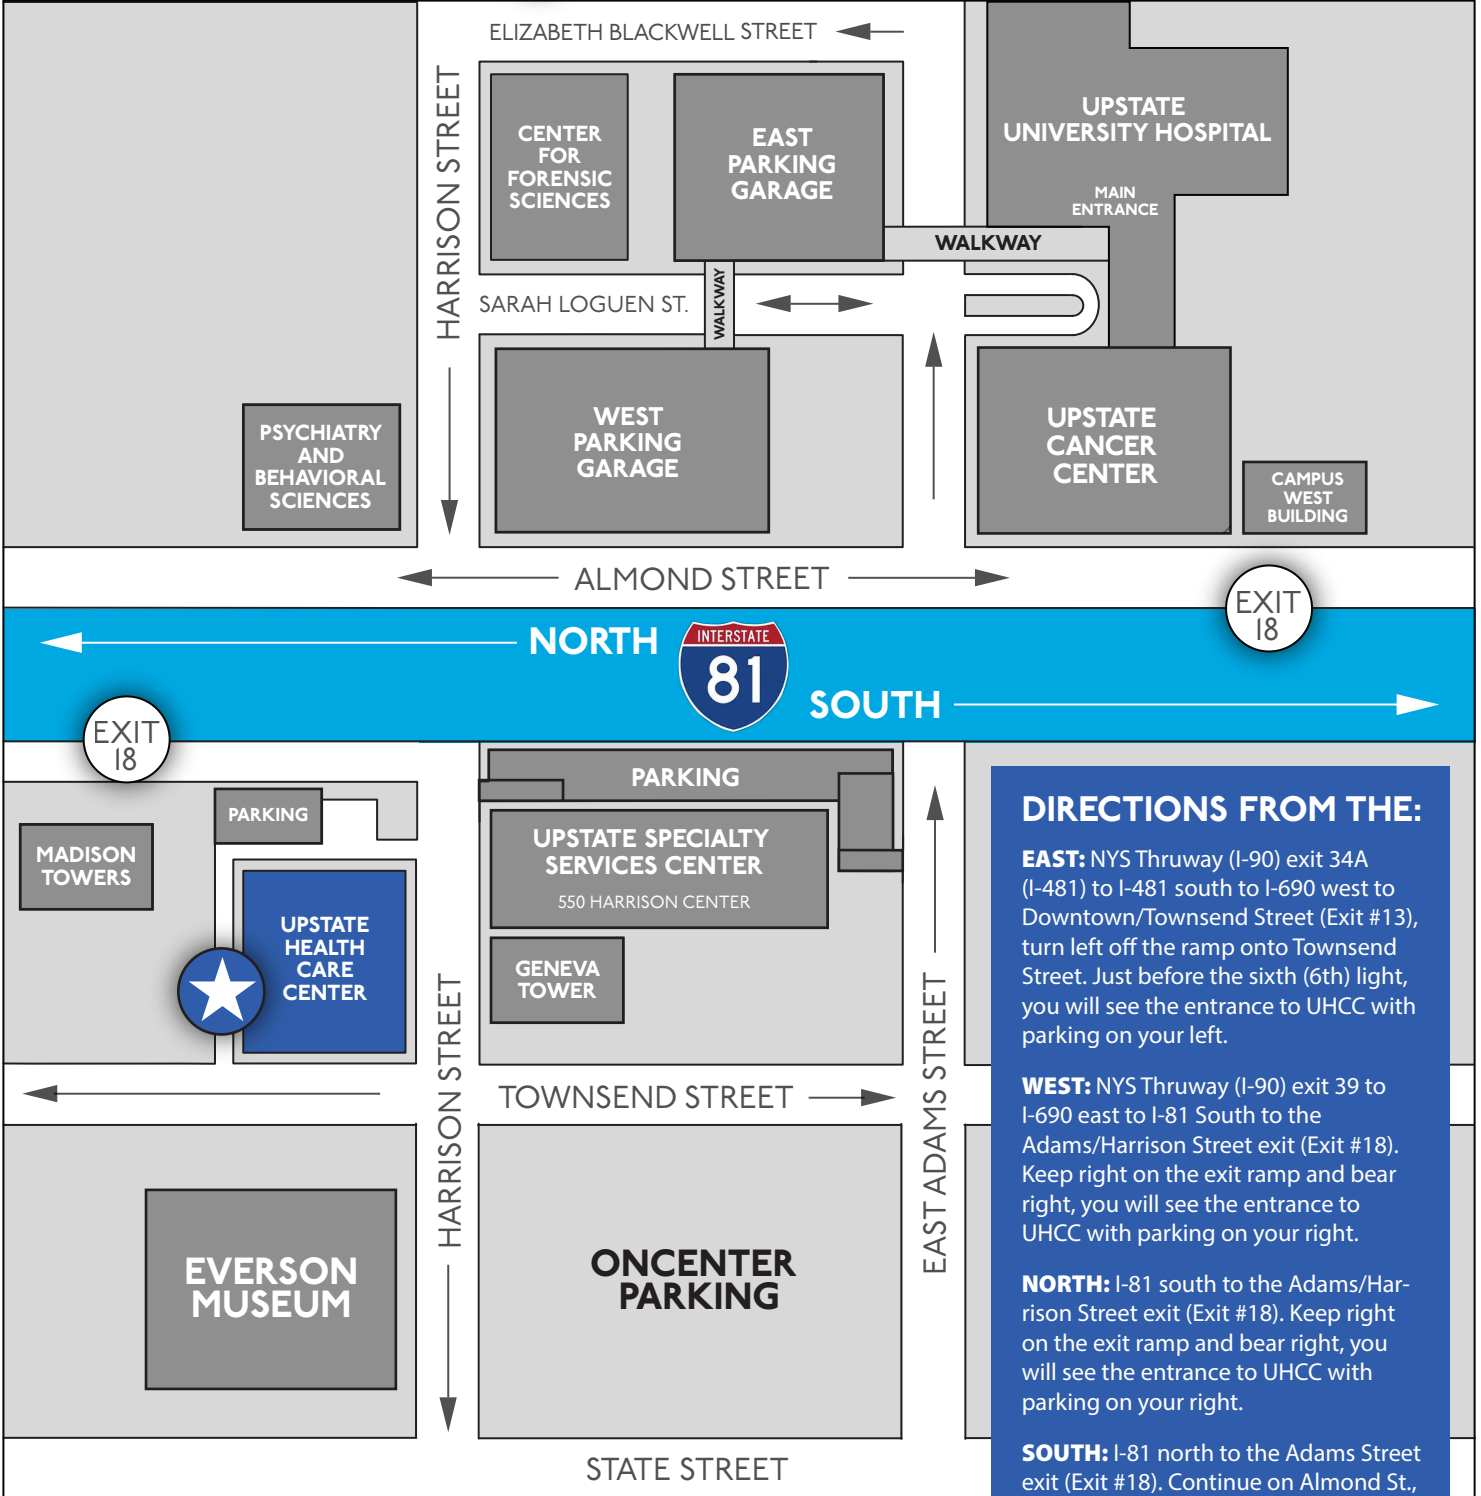 ELIZABETH BLACKWELL STREET
HARRISON STREET
CENTER
FOR
FORENSIC
SCIENCES
EAST
PARKING
GARAGE
UPSTATE
UNIVERSITY HOSPITAL
MAIN
ENTRANCE
WALKWAY
SARAH LOGUEN ST.
WALKWAY
PSYCHIATRY
AND
BEHAVIORAL
SCIENCES
WEST
PARKING
GARAGE
UPSTATE
CANCER
CENTER
CAMPUS
WEST
BUILDING
ALMOND STREET
EXIT
18
NORTH
INTERSTATE
81
SOUTH
EXIT
18
PARKING
MADISON
TOWERS
UPSTATE
HEALTH
CARE
CENTER
PARKING
UPSTATE SPECIALTY
SERVICES CENTER
550 HARRISON CENTER
GENEVA
TOWER
HARRISON STREET
EAST ADAMS STREET
TOWNSEND STREET
EVERSON
MUSEUM
ONCENTER
PARKING
STATE STREET
DIRECTIONS FROM THE:
EAST: NYS Thruway (I-90) exit 34A
(I-481) to I-481 south to I-690 west to
Downtown/Townsend Street (Exit #13),
turn left off the ramp onto Townsend
Street. Just before the sixth (6th) light,
you will see the entrance to UHCC with
parking on your left.
WEST: NYS Thruway (I-90) exit 39 to
I-690 east to I-81 South to the
Adams/Harrison Street exit (Exit #18).
Keep right on the exit ramp and bear
right, you will see the entrance to
UHCC with parking on your right.
NORTH: I-81 south to the Adams/Har-
rison Street exit (Exit #18). Keep right
on the exit ramp and bear right, you
will see the entrance to UHCC with
parking on your right.
SOUTH: I-81 north to the Adams Street
exit (Exit #18). Continue on Almond St.,